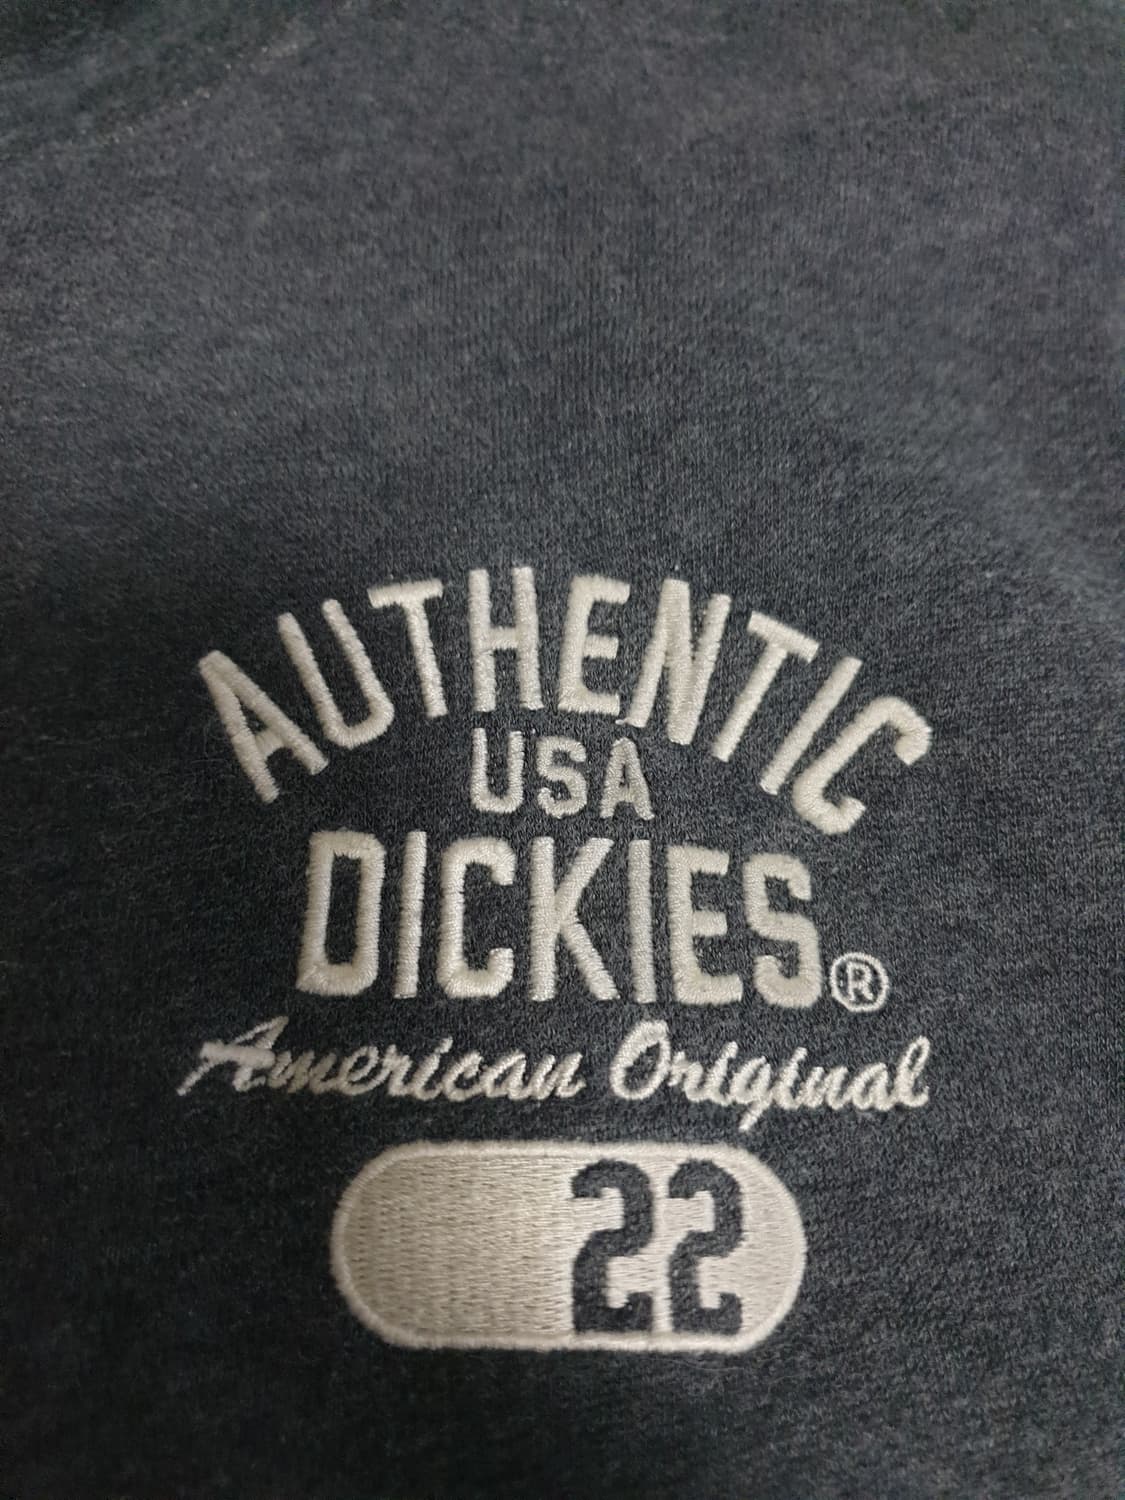 AUTHENTIC
USA
DICKIES®
American Original
22